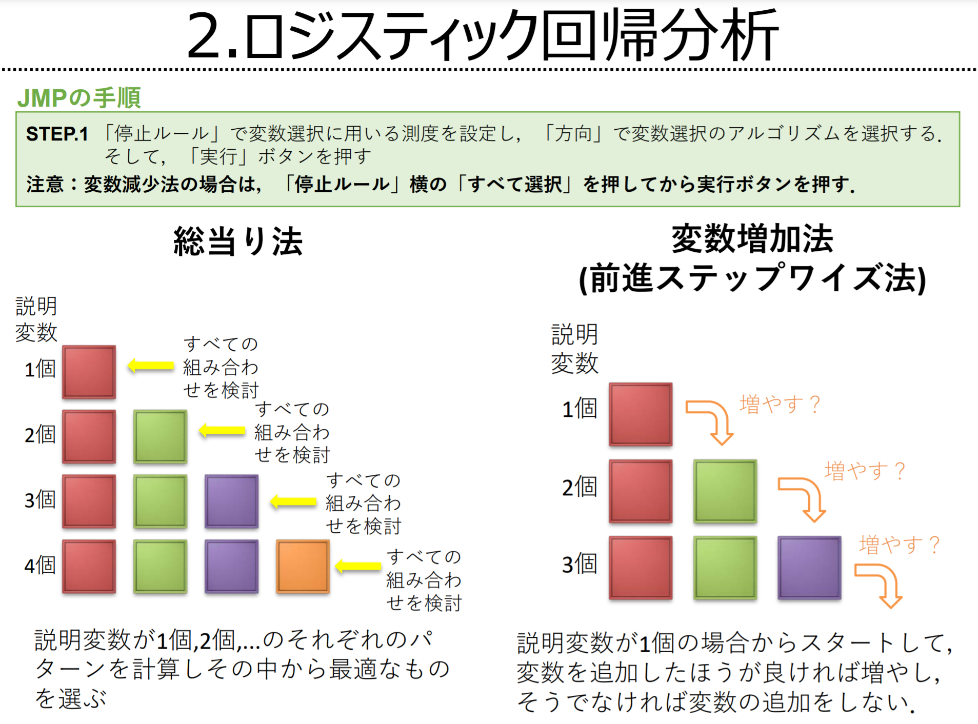 2.ロジスティック回帰分析
JMPの手順
STEP.1 「停止ルール」で変数選択に用いる測度を設定し，「方向」で変数選択のアルゴリズムを選択する．
そして，「実行」ボタンを押す
注意：変数減少法の場合は，「停止ルール」横の「すべて選択」を押してから実行ボタンを押す．
総当り法
説明
変数
1個
すべての
組み合わ
せを検討
2個
すべての
組み合わ
せを検討
3個
すべての
組み合わ
せを検討
4個
すべての
組み合わ
せを検討
説明変数が1個,2個,...のそれぞれのパ
ターンを計算しその中から最適なもの
を選ぶ
変数増加法
(前進ステップワイズ法)
説明
変数
1個
増やす？
2個
増やす？
3個
増やす？
説明変数が1個の場合からスタートして，
変数を追加したほうが良ければ増やし，
そうでなければ変数の追加をしない．